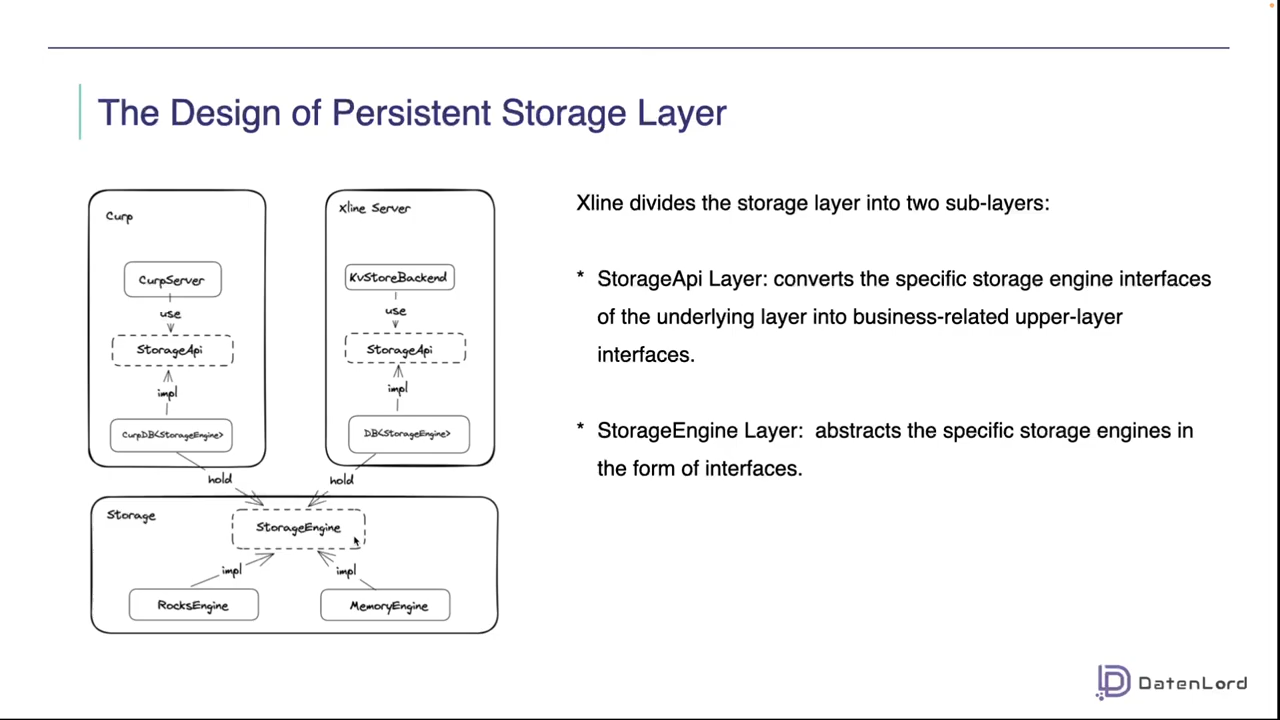 The Design of Persistent Storage Layer
Curp
CurpServer
use
StorageApi
impl
CurpDB<StorageEngine>
hold
Xline Server
KvStoreBackend
use
StorageApi
impl
DB<StorageEngine>
hold
Storage
StorageEngine
impl
impl
RocksEngine
MemoryEngine
Xline divides the storage layer into two sub-layers:
* StorageApi Layer: converts the specific storage engine interfaces
of the underlying layer into business-related upper-layer
interfaces.
* StorageEngine Layer: abstracts the specific storage engines in
the form of interfaces.
DatenLord